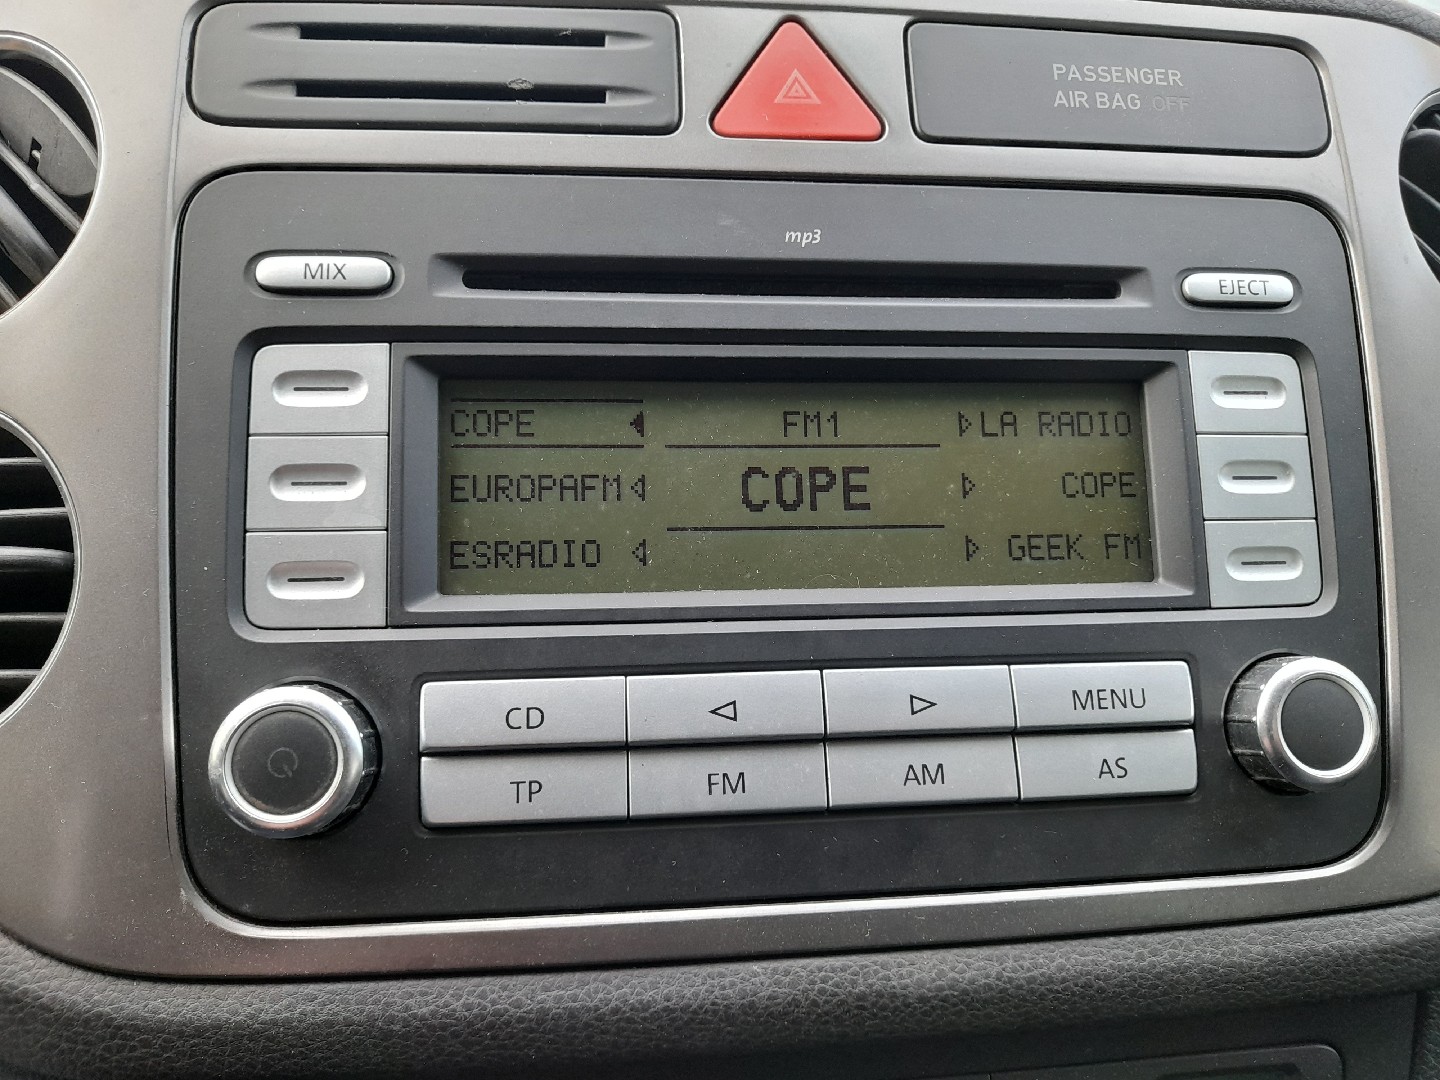 PASSENGER
AIR BAG OFF
mp3
MIX
EJECT
COPE FM1 LA RADIO
EUROPAFM COPE COPE
ESRADIO GEEK FM
CD MENU
TP FM AM AS